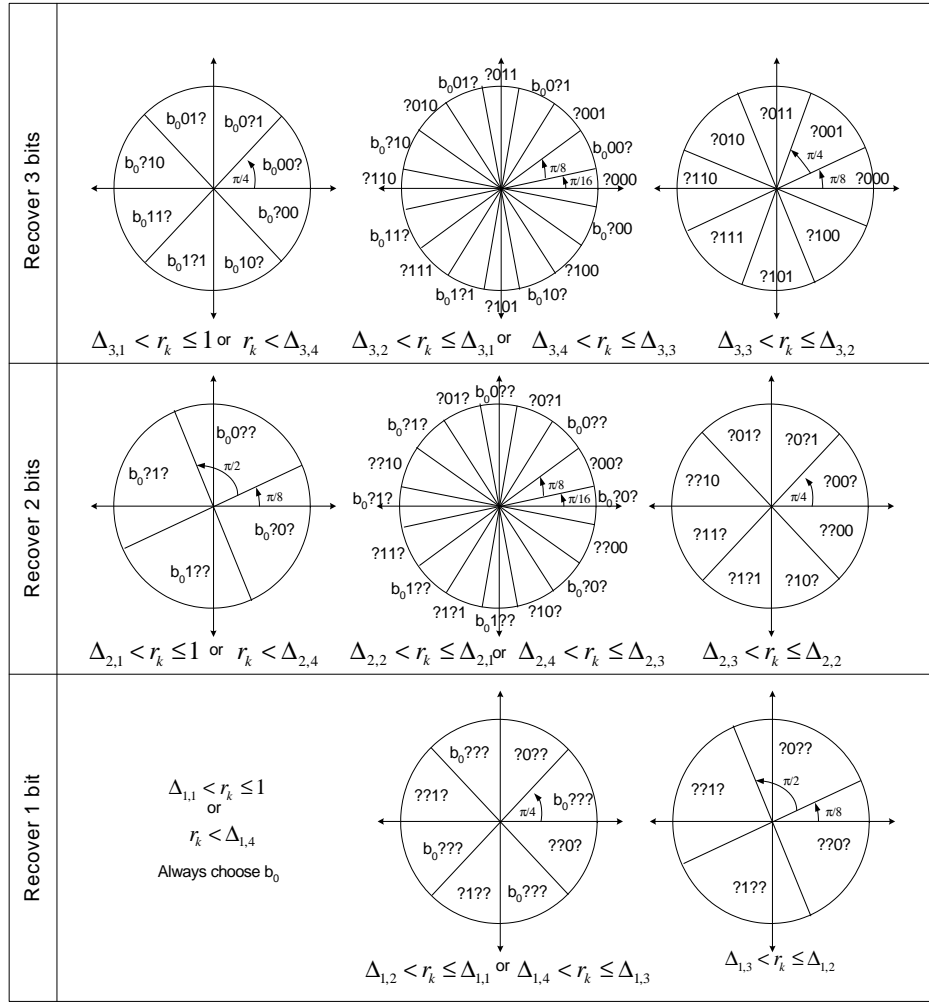 Recover 3 bits
b₀01? b₀0?1
b₀?10 b₀00?
π/4
b₀11? b₀?00
b₀1?1 b₀10?
Δ₃,₁ < rₖ ≤ 1 or rₖ < Δ₃,₄
b₀01? ?011 b₀0?1
?010 ?001
b₀?10 b₀00?
π/8
?110 π/16 ?000
b₀11? b₀?00
?111 ?100
b₀1?1 ?101 b₀10?
Δ₃,₂ < rₖ ≤ Δ₃,₁ or Δ₃,₄ < rₖ ≤ Δ₃,₃
?011
?010 ?001
π/4
?110 π/8 ?000
?111 ?100
?101
Δ₃,₃ < rₖ ≤ Δ₃,₂
Recover 2 bits
b₀0??
b₀?1? π/2
π/8
b₀?0?
b₀1??
Δ₂,₁ < rₖ ≤ 1 or rₖ < Δ₂,₄
?01? b₀0?? ?0?1
b₀?1? b₀0??
??10 ?00?
π/8
b₀?1? π/16 b₀?0?
?11? ??00
b₀1?? b₀?0?
?1?1 b₀1?? ?10?
Δ₂,₂ < rₖ ≤ Δ₂,₁ or Δ₂,₄ < rₖ ≤ Δ₂,₃
?01? ?0?1
??10 ?00?
π/4
?11? ??00
?1?1 ?10?
Δ₂,₃ < rₖ ≤ Δ₂,₂
Recover 1 bit
Δ₁,₁ < rₖ ≤ 1
or
rₖ < Δ₁,₄
Always choose b₀
b₀??? ?0??
??1? b₀???
π/4
b₀??? ??0?
?1?? b₀???
Δ₁,₂ < rₖ ≤ Δ₁,₁ or Δ₁,₄ < rₖ ≤ Δ₁,₃
?0??
??1? π/2
π/8
??0?
?1??
Δ₁,₃ < rₖ ≤ Δ₁,₂